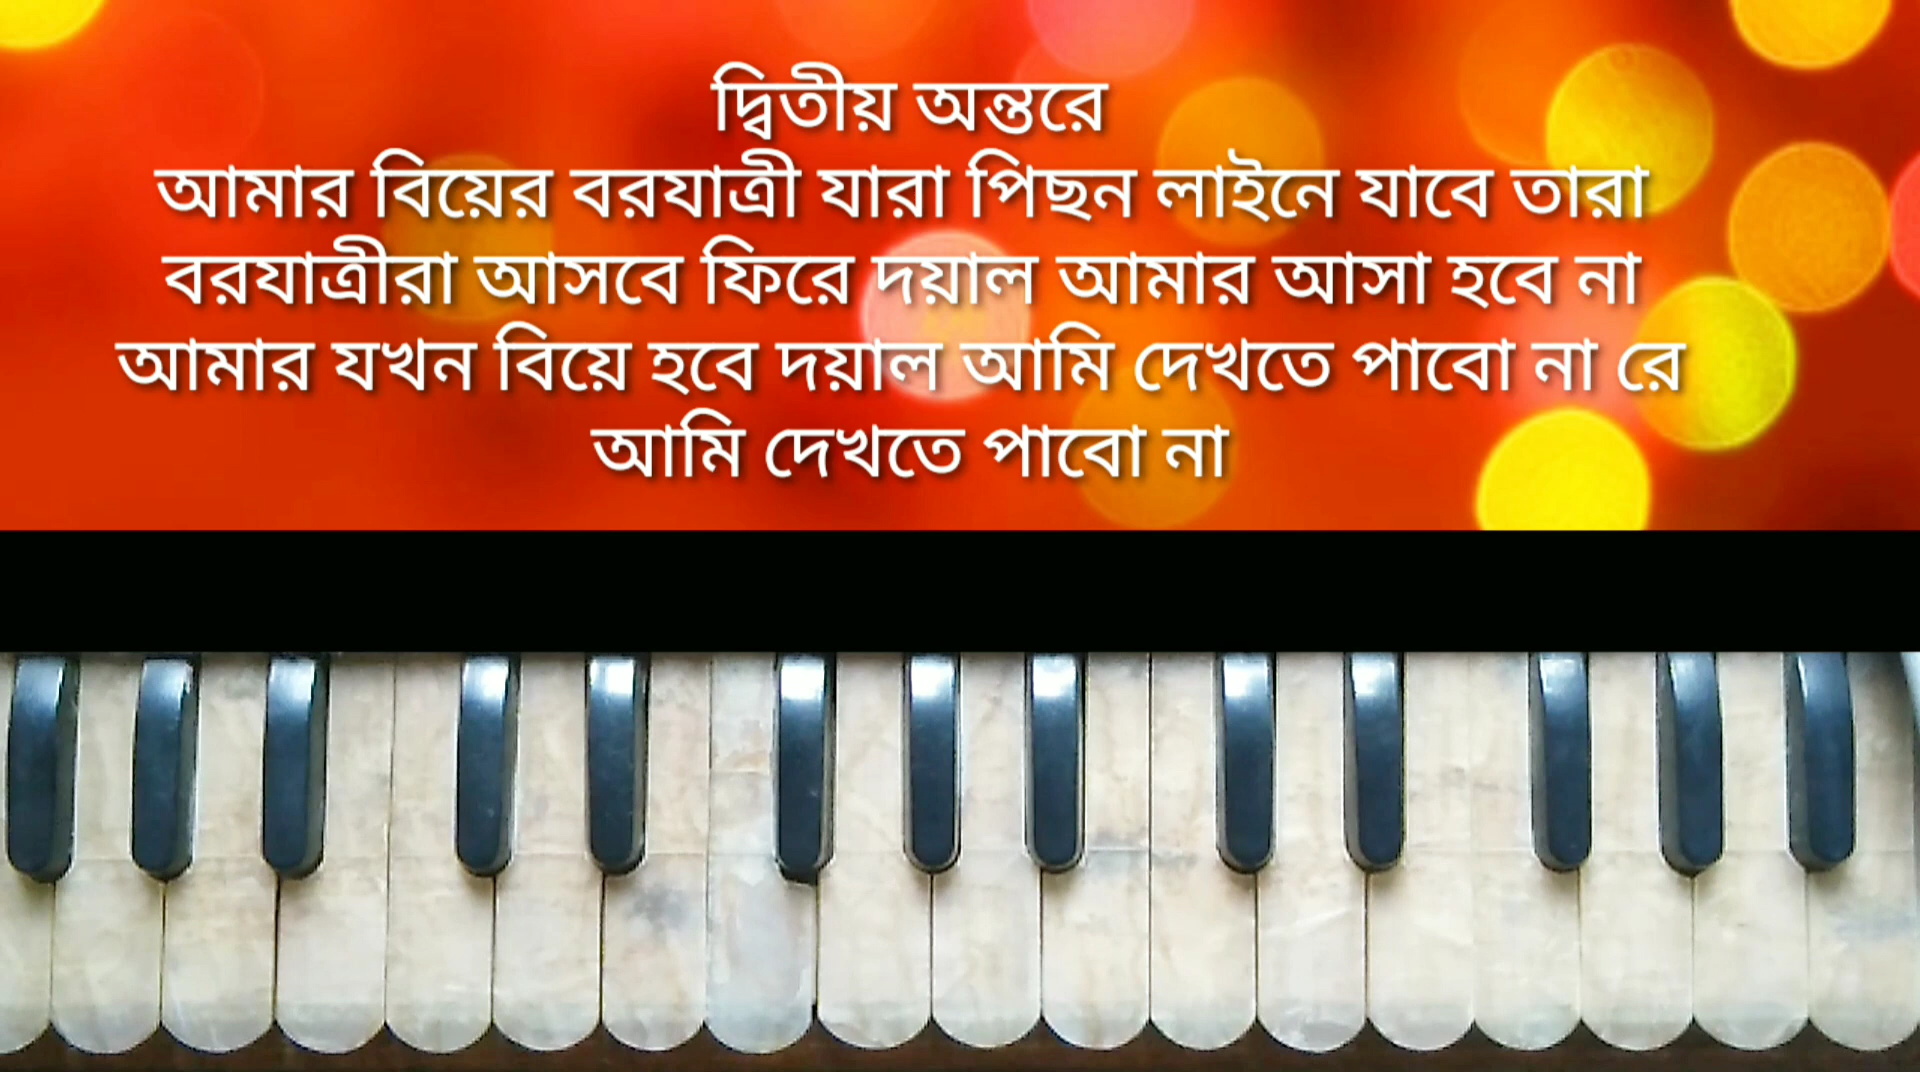 দ্বিতীয় অন্তরে
আমার বিয়ের বরযাত্রী যারা পিছন লাইনে যাবে তারা
বরযাত্রীরা আসবে ফিরে দয়াল আমার আসা হবে না
আমার যখন বিয়ে হবে দয়াল আমি দেখতে পাবো না রে
আমি দেখতে পাবো না